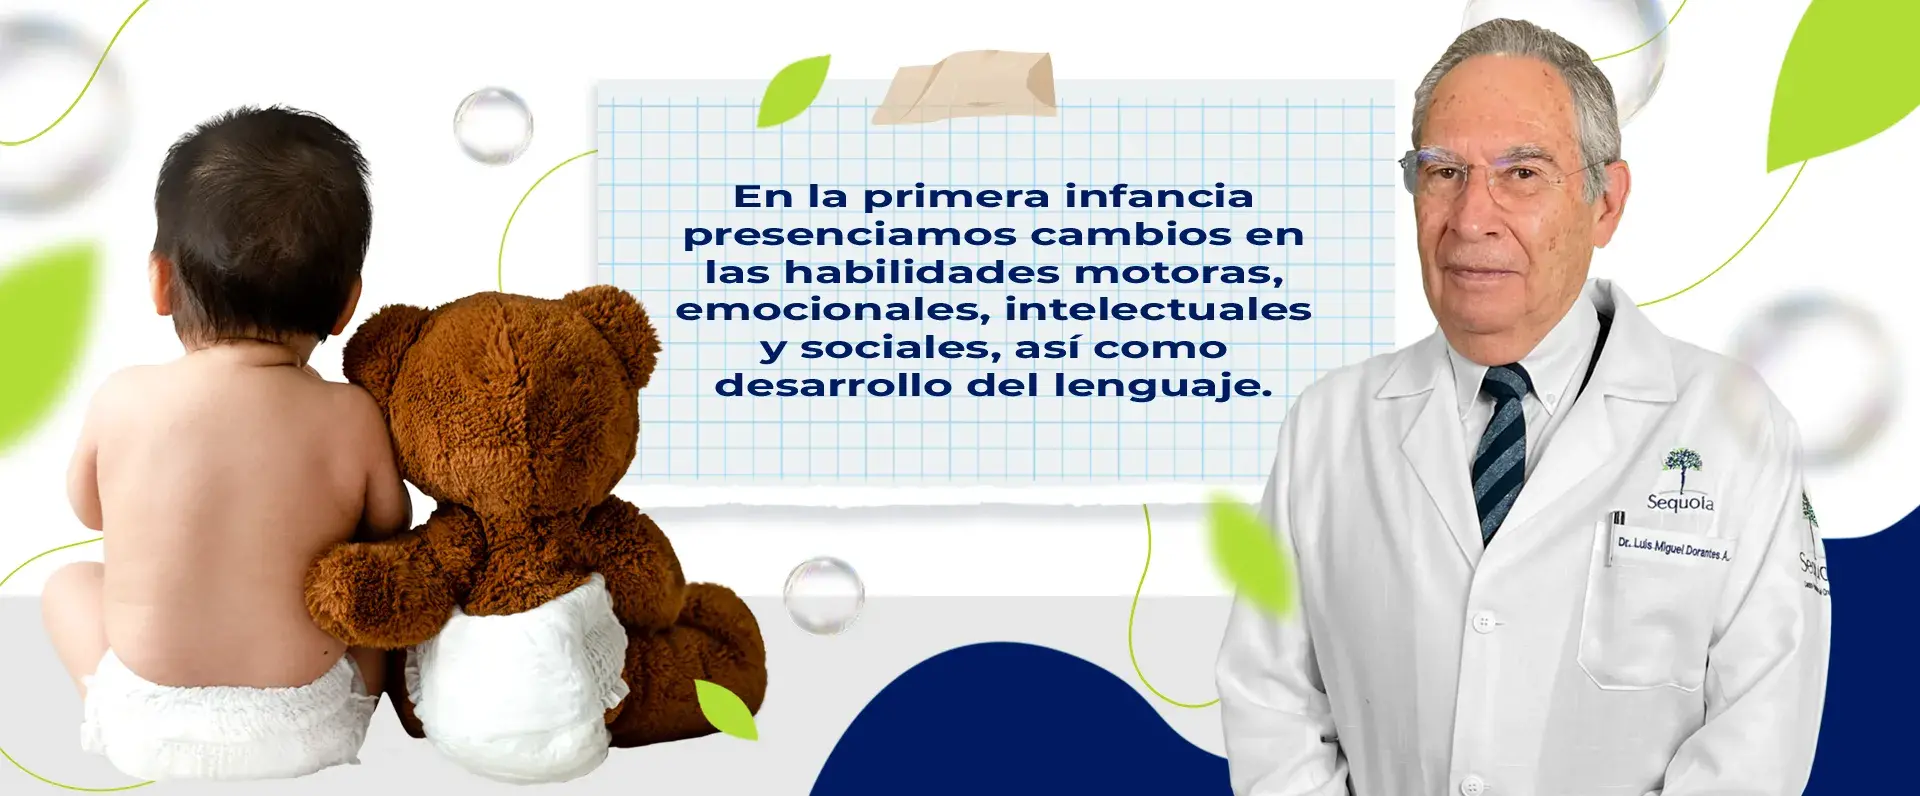 En la primera infancia
presenciamos cambios en
las habilidades motoras,
emocionales, intelectuales
y sociales, así como
desarrollo del lenguaje.
Sequoia
Dr. Luis Miguel Dorantes A.